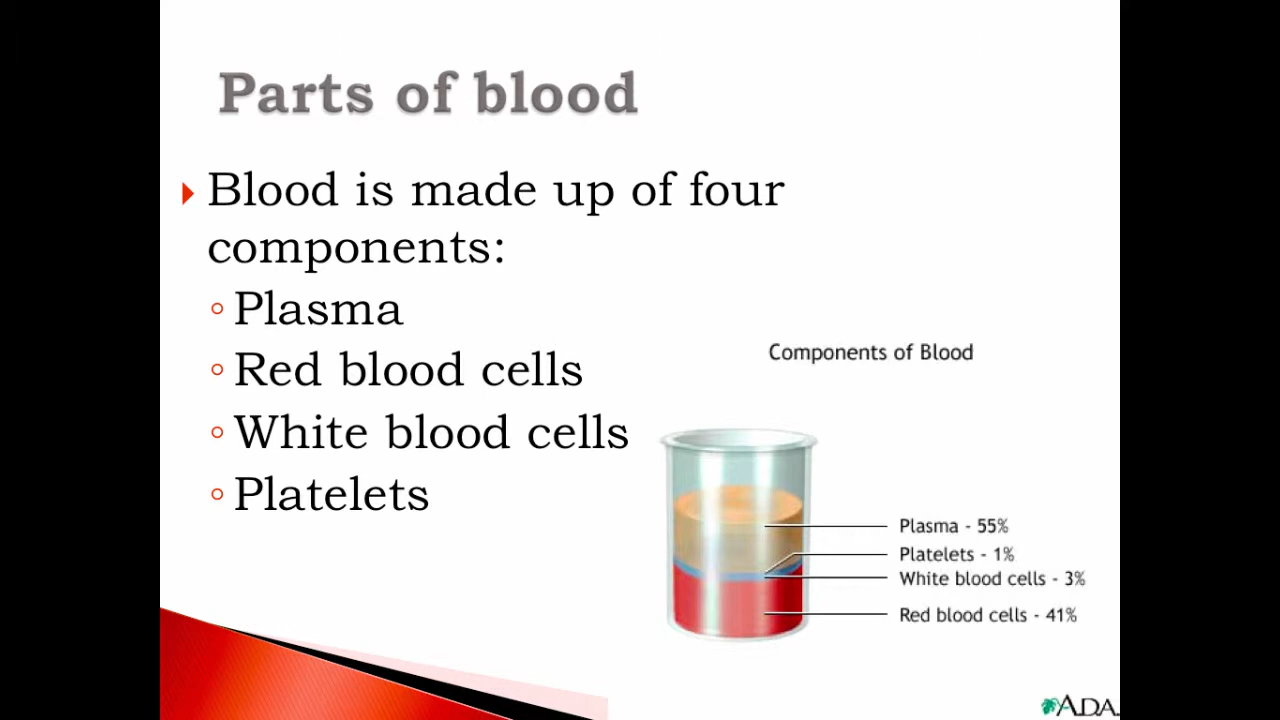 Parts of blood
Blood is made up of four
components:
Plasma
Red blood cells
White blood cells
Platelets
Components of Blood
Plasma - 55%
Platelets - 1%
White blood cells - 3%
Red blood cells - 41%
A.D.A.